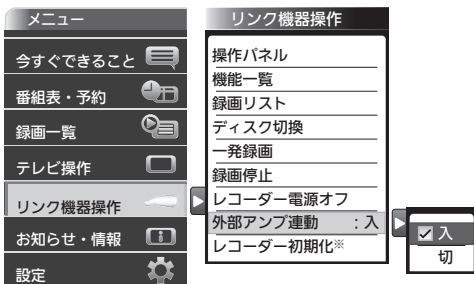 メニュー
今すぐできること
番組表・予約
録画一覧
テレビ操作
リンク機器操作
お知らせ・情報
設定
リンク機器操作
操作パネル
機能一覧
録画リスト
ディスク切換
一発録画
録画停止
レコーダー電源オフ
外部アンプ連動 :入
レコーダー初期化※
入
切